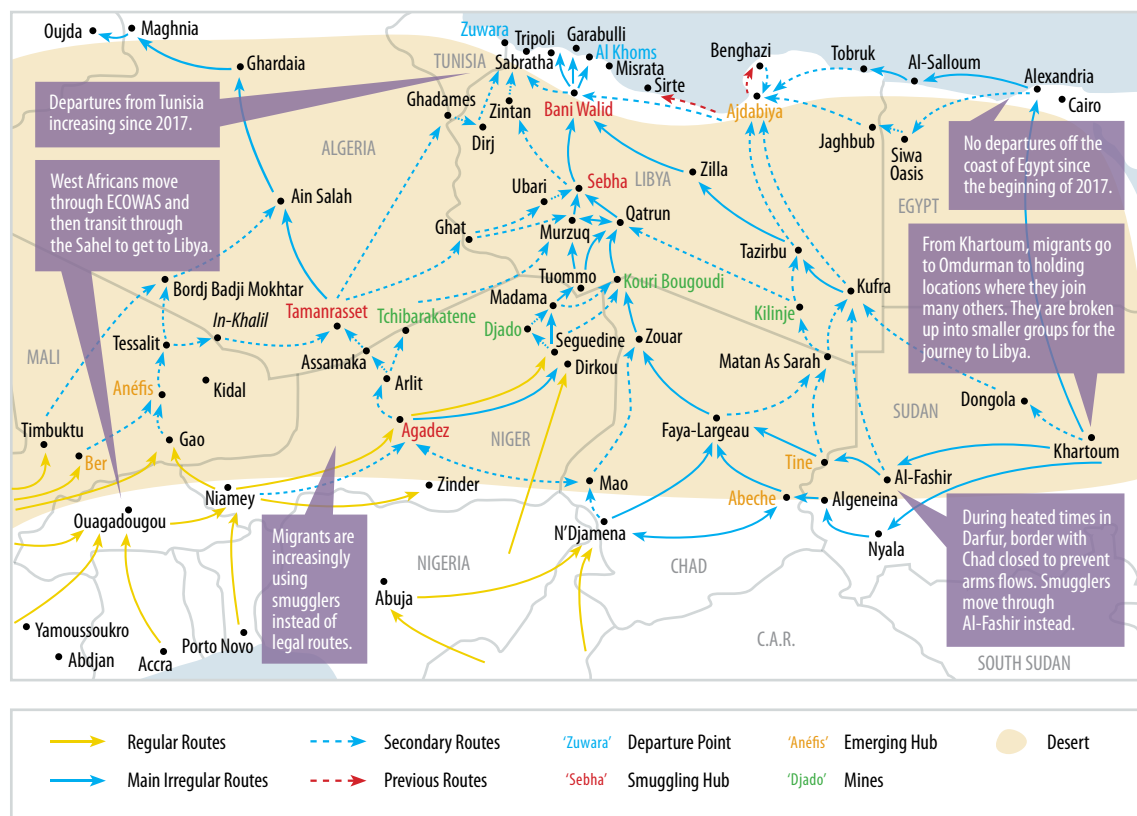 Oujda
Maghnia
Ghardaia
Zuwara
Tripoli
Garabulli
Al Khoms
Misrata
Sirte
Benghazi
Tobruk
Al-Salloum
Alexandria
Cairo
TUNISIA
Sabratha
Departures from Tunisia
increasing since 2017.
Ghadames
Zintan
Dirj
Bani Walid
Ajdabiya
Jaghbub
Siwa
Oasis
No departures off the
coast of Egypt since
the beginning of 2017.
ALGERIA
West Africans move
through ECOWAS and
then transit through
the Sahel to get to Libya.
Ain Salah
Ubari
Sebha
LIBYA
Zilla
EGYPT
Ghat
Murzuq
Qatrun
Tazirbu
From Khartoum, migrants go
to Omdurman to holding
locations where they join
many others. They are broken
up into smaller groups for the
journey to Libya.
Bordj Badji Mokhtar
Tuommo
Kouri Bougoudi
Kufra
In-Khalil
Tamanrasset
Tchibarakatene
Madama
Djado
Kilinje
MALI
Tessalit
Assamaka
Seguedine
Zouar
Dirkou
Matan As Sarah
Anéfis
Kidal
Arlit
SUDAN
Dongola
Timbuktu
Ber
Gao
Agadez
NIGER
Faya-Largeau
Khartoum
Tine
Al-Fashir
Niamey
Zinder
Mao
Abeche
Algeneina
Ouagadougou
N'Djamena
Nyala
Migrants are
increasingly
using
smugglers
instead of
legal routes.
NIGERIA
CHAD
During heated times in
Darfur, border with
Chad closed to prevent
arms flows. Smugglers
move through
Al-Fashir instead.
Abuja
Yamoussoukro
Abdjan
Accra
Porto Novo
C.A.R.
SOUTH SUDAN
Regular Routes
Secondary Routes
'Zuwara' Departure Point
'Anéfis' Emerging Hub
Desert
Main Irregular Routes
Previous Routes
'Sebha' Smuggling Hub
'Djado' Mines